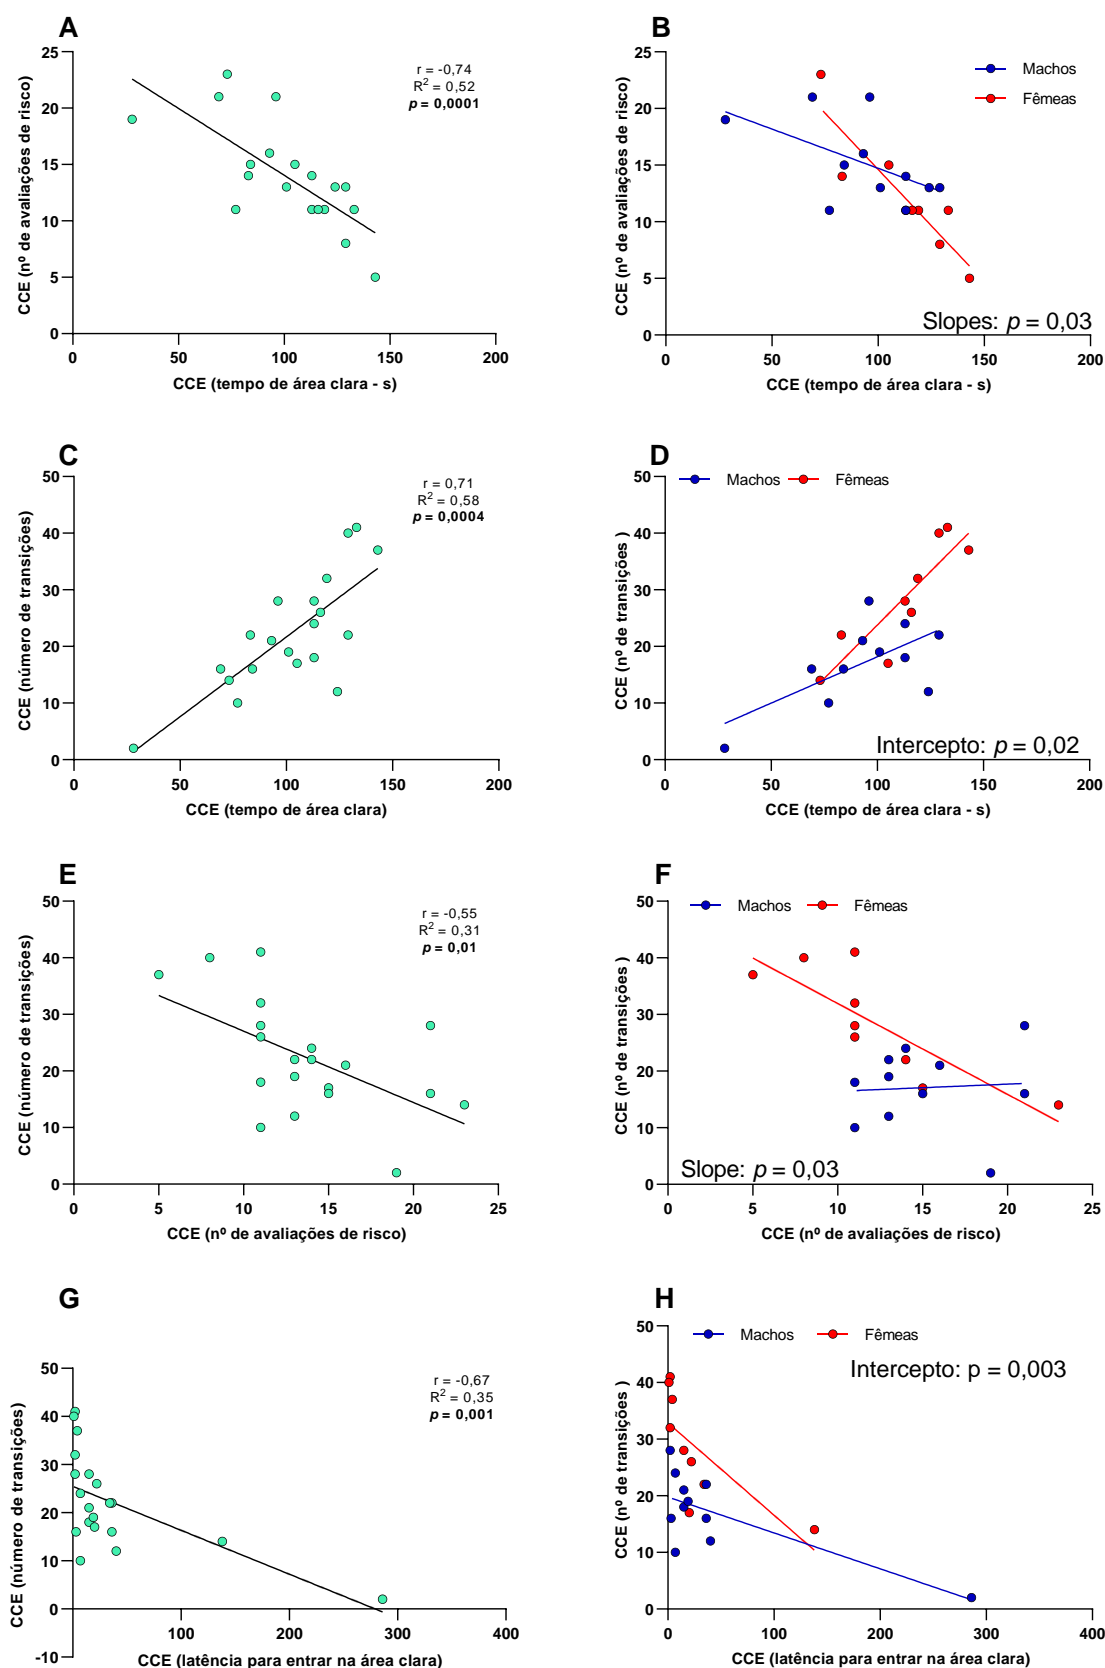 A
r = -0,74
R² = 0,52
p = 0,0001
CCE (nº de avaliações de risco)
25
20
15
10
5
0
0 50 100 150 200
CCE (tempo de área clara - s)
B
Machos
Fêmeas
CCE (nº de avaliações de risco)
25
20
15
10
5
0
Slopes: p = 0,03
0 50 100 150 200
CCE (tempo de área clara - s)
C
r = 0,71
R² = 0,58
p = 0,0004
CCE (número de transições)
50
40
30
20
10
0
0 50 100 150 200
CCE (tempo de área clara)
D
Machos Fêmeas
CCE (nº de transições )
50
40
30
20
10
0
Intercepto: p = 0,02
0 50 100 150 200
CCE (tempo de área clara - s)
E
r = -0,55
R² = 0,31
p = 0,01
CCE (número de transições)
50
40
30
20
10
0
0 5 10 15 20 25
CCE (nº de avaliações de risco)
F
Machos Fêmeas
CCE (nº de transições )
50
40
30
20
10
0
Slope: p = 0,03
0 5 10 15 20 25
CCE (nº de avaliações de risco)
G
r = -0,67
R² = 0,35
p = 0,001
CCE (número de transições)
50
40
30
20
10
0
-10
100 200 300 400
CCE (latência para entrar na área clara)
H
Machos Fêmeas
Intercepto: p = 0,003
CCE (nº de transições )
50
40
30
20
10
0
0 100 200 300 400
CCE (latência para entrar na área clara)